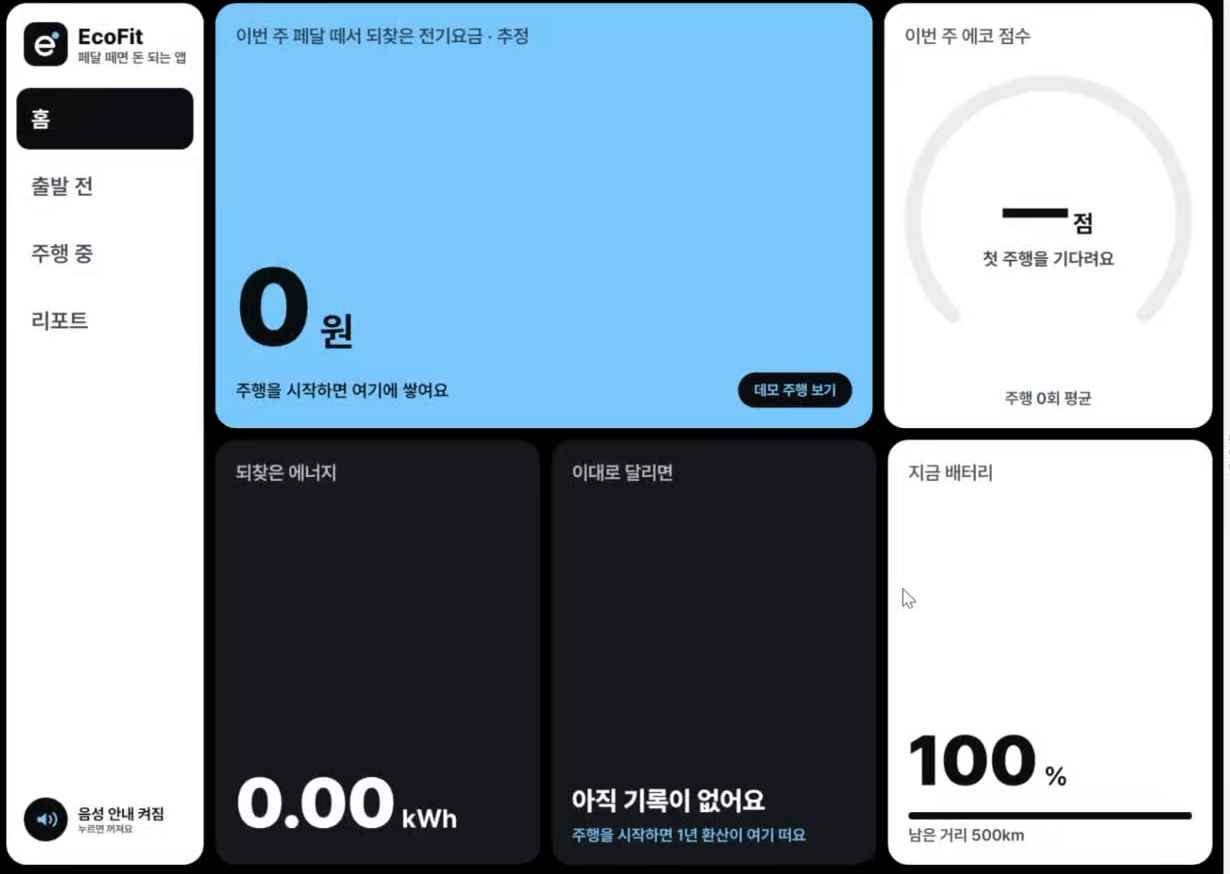 EcoFit
페달 떼면 돈 되는 앱
홈
출발 전
주행 중
리포트
음성 안내 켜짐
누르면 꺼져요
이번 주 페달 떼서 되찾은 전기요금 · 추정
0 원
주행을 시작하면 여기에 쌓여요
데모 주행 보기
이번 주 에코 점수
—점
첫 주행을 기다려요
주행 0회 평균
되찾은 에너지
0.00 kWh
이대로 달리면
아직 기록이 없어요
주행을 시작하면 1년 환산이 여기 떠요
지금 배터리
100 %
남은 거리 500km